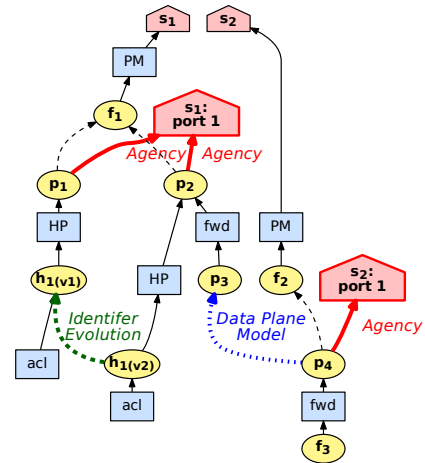 s1
s2
PM
f1
s1:
port 1
Agency
Agency
p1
p2
HP
fwd
PM
h1(v1)
HP
p3
f2
s2:
port 1
Identifer
Evolution
Data Plane
Model
Agency
acl
h1(v2)
p4
acl
fwd
f3